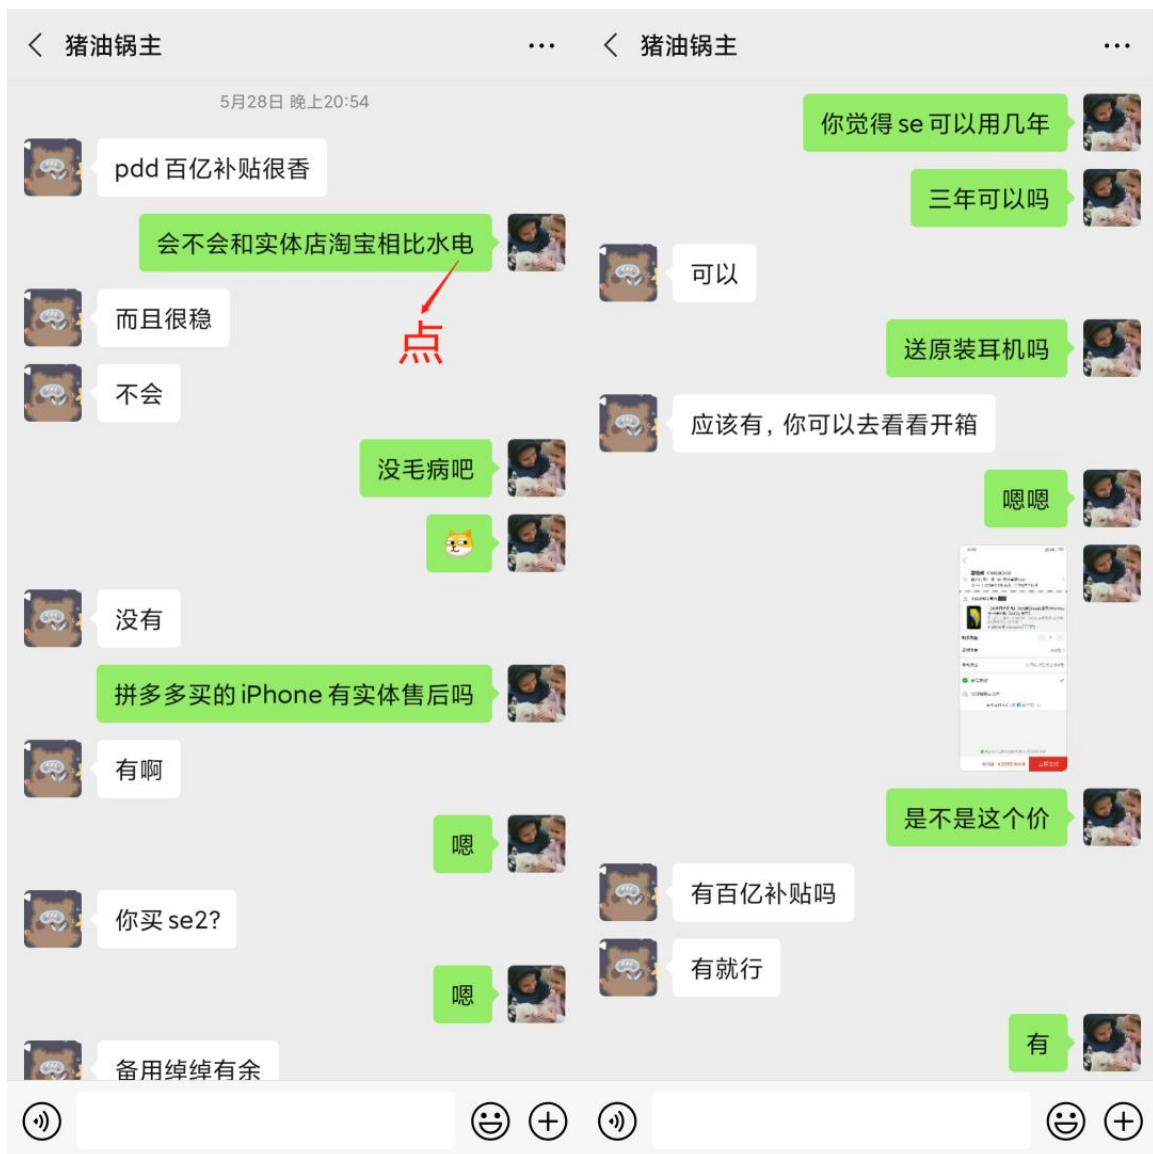 猪油锅主
5月28日 晚上20:54
pdd 百亿补贴很香
会不会和实体店淘宝相比水电
点
而且很稳
不会
没毛病吧
没有
拼多多买的 iPhone 有实体售后吗
有啊
嗯
你买 se2?
嗯
备用绰绰有余
猪油锅主
你觉得 se 可以用几年
三年可以吗
可以
送原装耳机吗
应该有，你可以去看看开箱
嗯嗯
是不是这个价
有百亿补贴吗
有就行
有